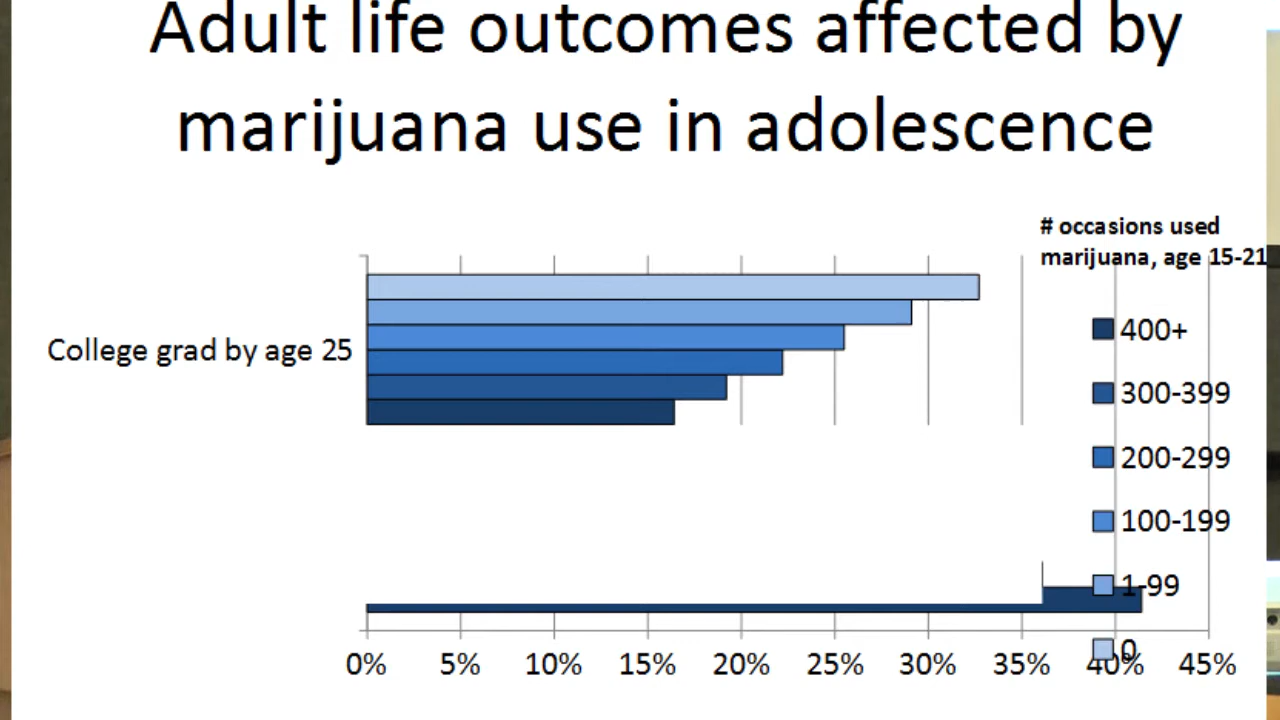 Adult life outcomes affected by
marijuana use in adolescence
# occasions used
marijuana, age 15-21
College grad by age 25
400+
300-399
200-299
100-199
1-99
0
0% 5% 10% 15% 20% 25% 30% 35% 40% 45%